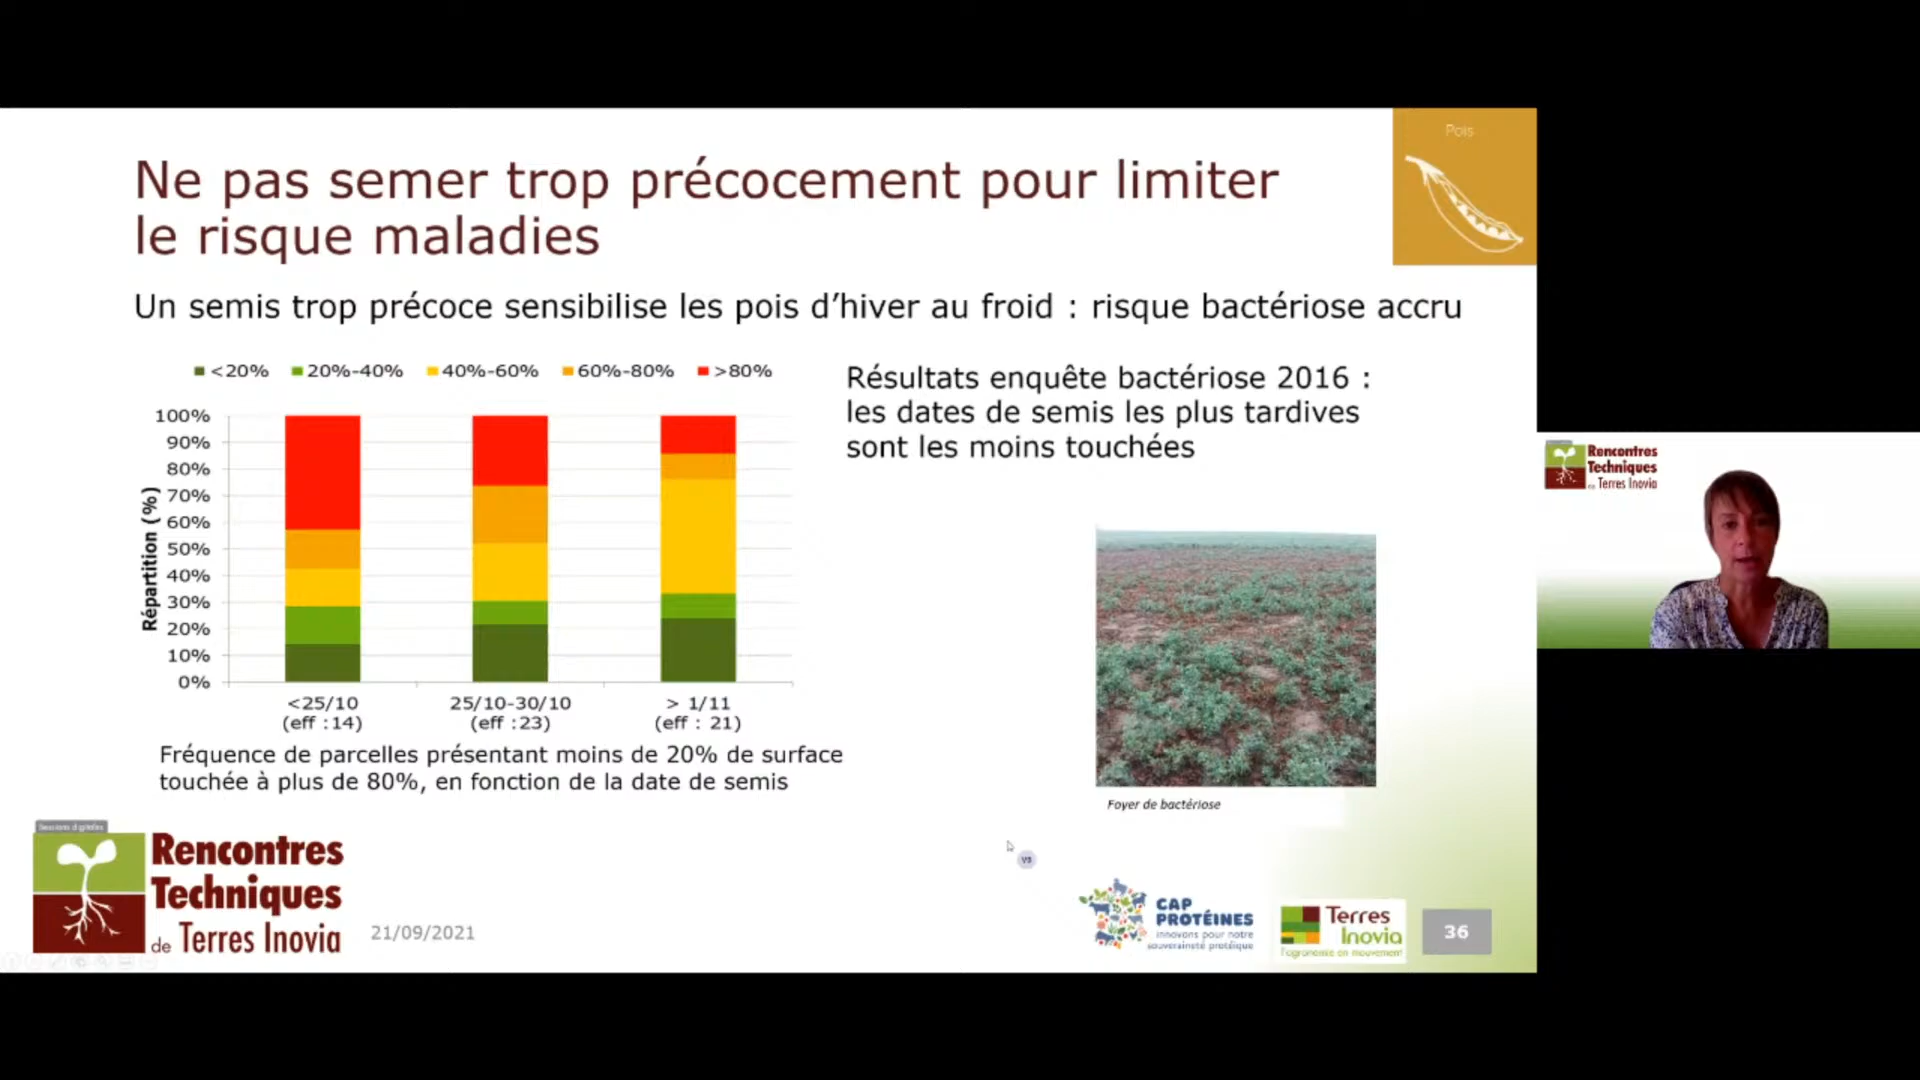 Pois
Ne pas semer trop précocement pour limiter
le risque maladies
Un semis trop précoce sensibilise les pois d’hiver au froid : risque bactériose accru
<20% 20%-40% 40%-60% 60%-80% >80%
Répartition (%)
100%
90%
80%
70%
60%
50%
40%
30%
20%
10%
0%
<25/10 25/10-30/10 > 1/11
(eff :14) (eff :23) (eff : 21)
Fréquence de parcelles présentant moins de 20% de surface
touchée à plus de 80%, en fonction de la date de semis
Résultats enquête bactériose 2016 :
les dates de semis les plus tardives
sont les moins touchées
Foyer de bactériose
Sessions digitales
Rencontres
Techniques
de Terres Inovia
21/09/2021
VS
CAP
PROTÉINES
innovons pour notre
souveraineté protéique
Terres
Inovia
l'agronomie en mouvement
36
Rencontres
Techniques
de Terres Inovia